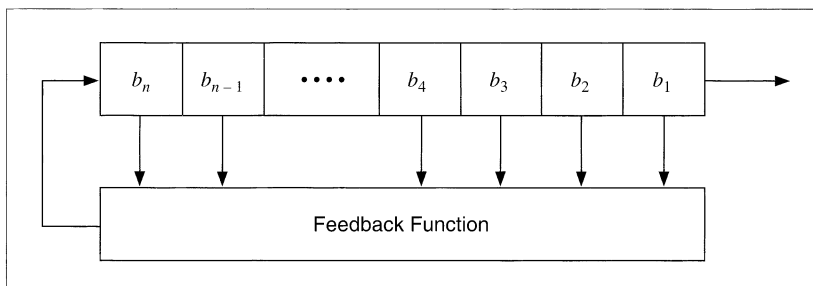 bₙ bₙ₋₁ •••• b₄ b₃ b₂ b₁
Feedback Function